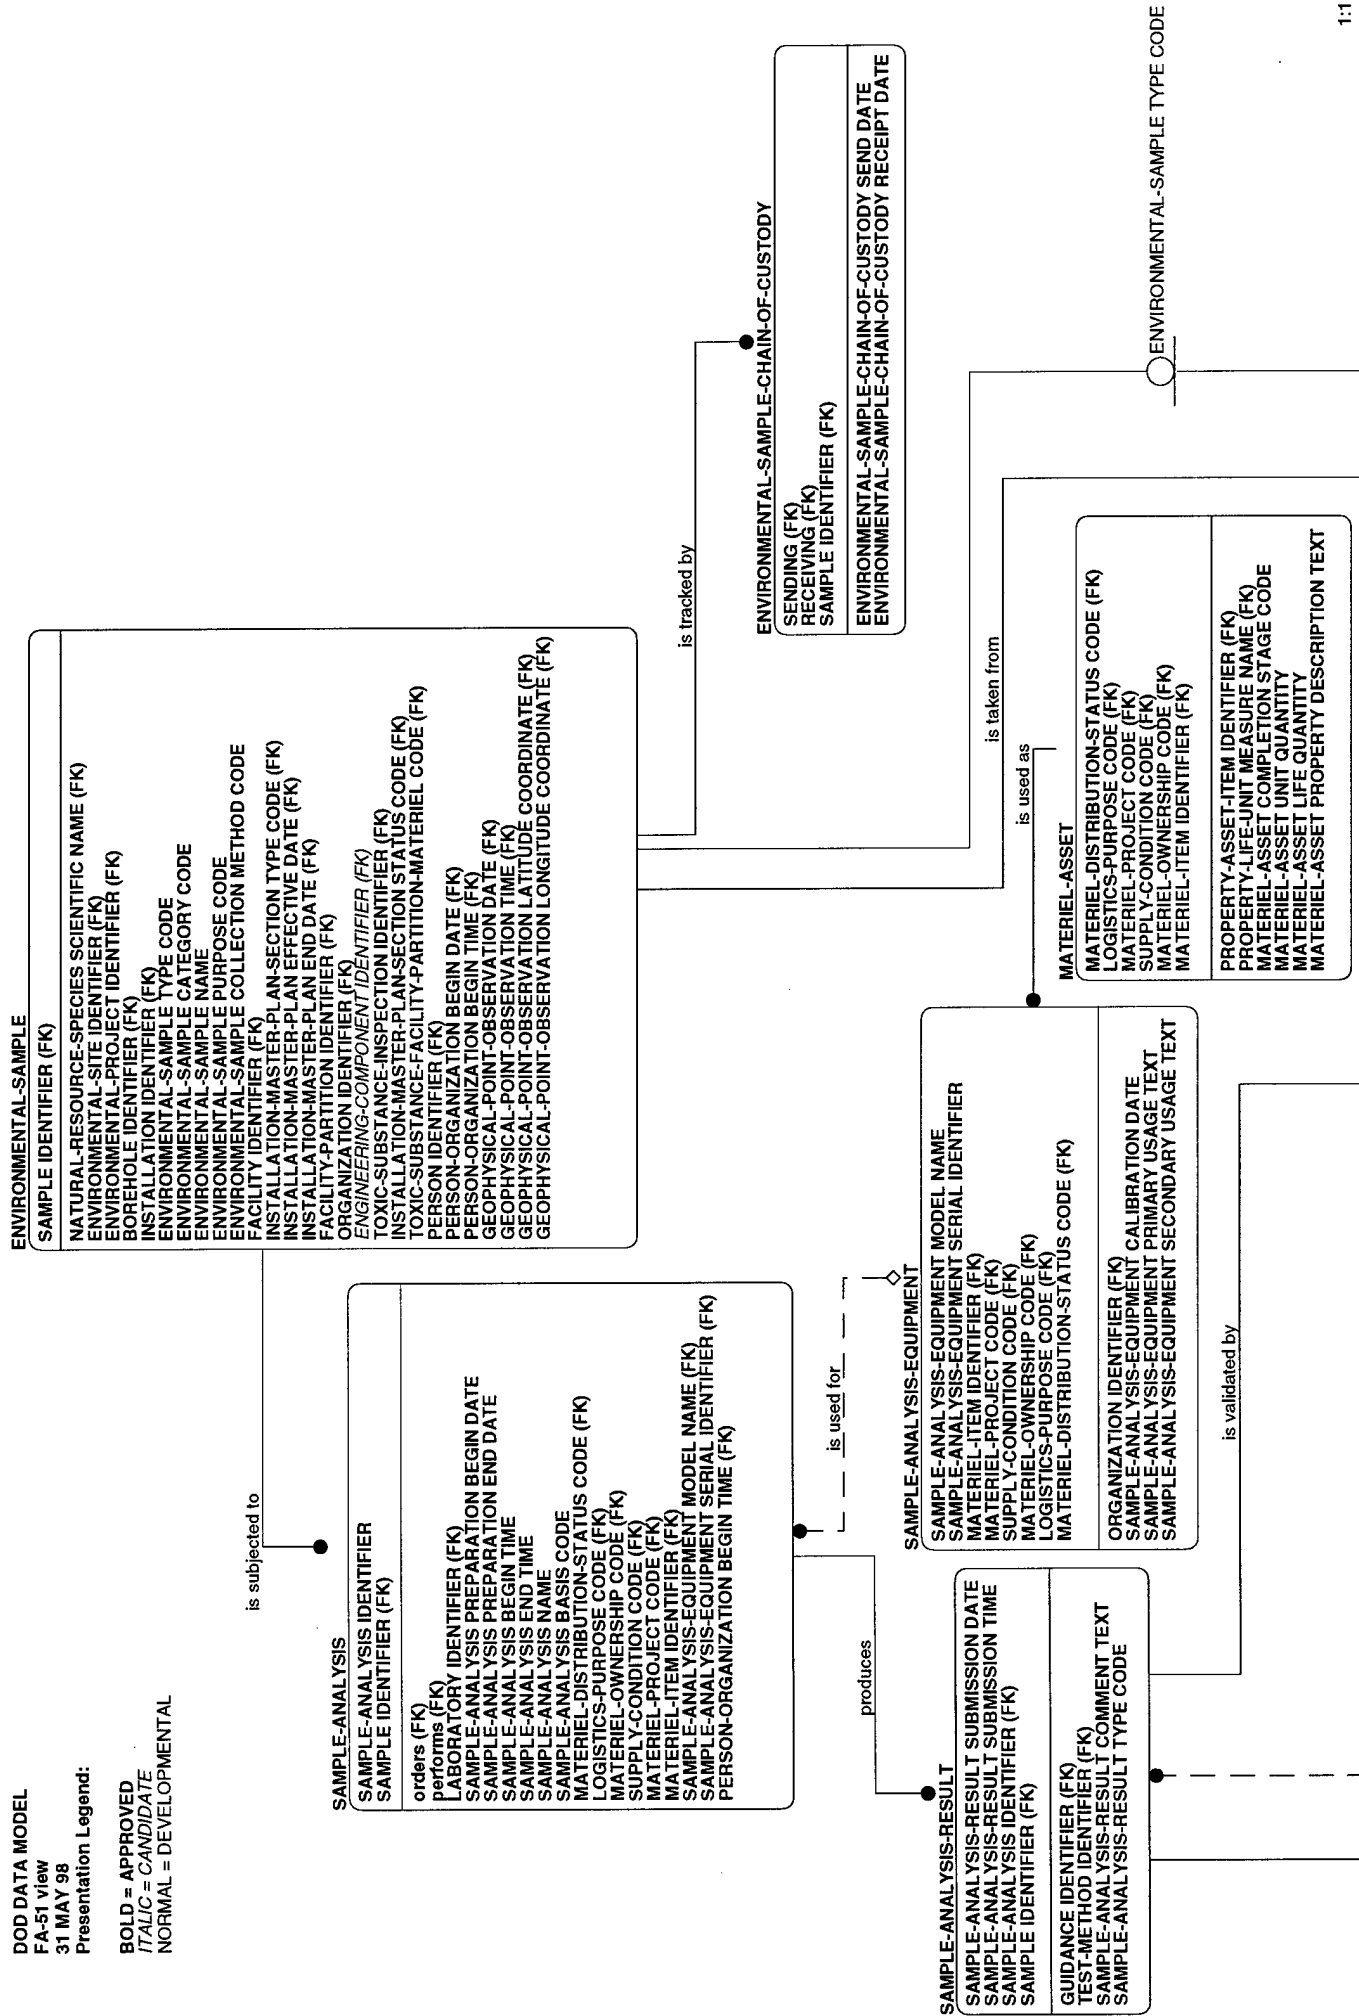 DOD DATA MODEL
FA-51 view
31 MAY 98
Presentation Legend:
BOLD = APPROVED
ITALIC = CANDIDATE
NORMAL = DEVELOPMENTAL
ENVIRONMENTAL-SAMPLE
SAMPLE IDENTIFIER (FK)
NATURAL-RESOURCE-SPECIES SCIENTIFIC NAME (FK)
ENVIRONMENTAL-SITE IDENTIFIER (FK)
ENVIRONMENTAL-PROJECT IDENTIFIER (FK)
BOREHOLE IDENTIFIER (FK)
INSTALLATION IDENTIFIER (FK)
ENVIRONMENTAL-SAMPLE TYPE CODE
ENVIRONMENTAL-SAMPLE CATEGORY CODE
ENVIRONMENTAL-SAMPLE NAME
ENVIRONMENTAL-SAMPLE PURPOSE CODE
ENVIRONMENTAL-SAMPLE COLLECTION METHOD CODE
FACILITY IDENTIFIER (FK)
INSTALLATION-MASTER-PLAN-SECTION TYPE CODE (FK)
INSTALLATION-MASTER-PLAN EFFECTIVE DATE (FK)
INSTALLATION-MASTER-PLAN END DATE (FK)
FACILITY-PARTITION IDENTIFIER (FK)
ORGANIZATION IDENTIFIER (FK)
ENGINEERING-COMPONENT IDENTIFIER (FK)
TOXIC-SUBSTANCE-INSPECTION IDENTIFIER (FK)
INSTALLATION-MASTER-PLAN-SECTION STATUS CODE (FK)
TOXIC-SUBSTANCE-FACILITY-PARTITION-MATERIEL CODE (FK)
PERSON IDENTIFIER (FK)
PERSON-ORGANIZATION BEGIN DATE (FK)
PERSON-ORGANIZATION BEGIN TIME (FK)
GEOPHYSICAL-POINT-OBSERVATION DATE (FK)
GEOPHYSICAL-POINT-OBSERVATION TIME (FK)
GEOPHYSICAL-POINT-OBSERVATION LATITUDE COORDINATE (FK)
GEOPHYSICAL-POINT-OBSERVATION LONGITUDE COORDINATE (FK)
is subjected to
SAMPLE-ANALYSIS
SAMPLE-ANALYSIS IDENTIFIER
SAMPLE IDENTIFIER (FK)
orders (FK)
performs (FK)
LABORATORY IDENTIFIER (FK)
SAMPLE-ANALYSIS PREPARATION BEGIN DATE
SAMPLE-ANALYSIS PREPARATION END DATE
SAMPLE-ANALYSIS BEGIN TIME
SAMPLE-ANALYSIS END TIME
SAMPLE-ANALYSIS NAME
SAMPLE-ANALYSIS BASIS CODE
MATERIEL-DISTRIBUTION-STATUS CODE (FK)
LOGISTICS-PURPOSE CODE (FK)
MATERIEL-OWNERSHIP CODE (FK)
SUPPLY-CONDITION CODE (FK)
MATERIEL-PROJECT CODE (FK)
MATERIEL-ITEM IDENTIFIER (FK)
SAMPLE-ANALYSIS-EQUIPMENT MODEL NAME (FK)
SAMPLE-ANALYSIS-EQUIPMENT SERIAL IDENTIFIER (FK)
PERSON-ORGANIZATION BEGIN TIME (FK)
is tracked by
ENVIRONMENTAL-SAMPLE-CHAIN-OF-CUSTODY
SENDING (FK)
RECEIVING (FK)
SAMPLE IDENTIFIER (FK)
ENVIRONMENTAL-SAMPLE-CHAIN-OF-CUSTODY SEND DATE
ENVIRONMENTAL-SAMPLE-CHAIN-OF-CUSTODY RECEIPT DATE
is used for
produces
SAMPLE-ANALYSIS-EQUIPMENT
SAMPLE-ANALYSIS-EQUIPMENT MODEL NAME
SAMPLE-ANALYSIS-EQUIPMENT SERIAL IDENTIFIER
MATERIEL-ITEM IDENTIFIER (FK)
MATERIEL-PROJECT CODE (FK)
SUPPLY-CONDITION CODE (FK)
MATERIEL-OWNERSHIP CODE (FK)
LOGISTICS-PURPOSE CODE (FK)
MATERIEL-DISTRIBUTION-STATUS CODE (FK)
ORGANIZATION IDENTIFIER (FK)
SAMPLE-ANALYSIS-EQUIPMENT CALIBRATION DATE
SAMPLE-ANALYSIS-EQUIPMENT PRIMARY USAGE TEXT
SAMPLE-ANALYSIS-EQUIPMENT SECONDARY USAGE TEXT
SAMPLE-ANALYSIS-RESULT
SAMPLE-ANALYSIS-RESULT SUBMISSION DATE
SAMPLE-ANALYSIS-RESULT SUBMISSION TIME
SAMPLE-ANALYSIS IDENTIFIER (FK)
SAMPLE IDENTIFIER (FK)
GUIDANCE IDENTIFIER (FK)
TEST-METHOD IDENTIFIER (FK)
SAMPLE-ANALYSIS-RESULT COMMENT TEXT
SAMPLE-ANALYSIS-RESULT TYPE CODE
is taken from
is used as
MATERIEL-ASSET
MATERIEL-DISTRIBUTION-STATUS CODE (FK)
LOGISTICS-PURPOSE CODE (FK)
MATERIEL-PROJECT CODE (FK)
SUPPLY-CONDITION CODE (FK)
MATERIEL-OWNERSHIP CODE (FK)
MATERIEL-ITEM IDENTIFIER (FK)
PROPERTY-ASSET-ITEM IDENTIFIER (FK)
PROPERTY-LIFE-UNIT MEASURE NAME (FK)
MATERIEL-ASSET COMPLETION STAGE CODE
MATERIEL-ASSET UNIT QUANTITY
MATERIEL-ASSET LIFE QUANTITY
MATERIEL-ASSET PROPERTY DESCRIPTION TEXT
ENVIRONMENTAL-SAMPLE TYPE CODE
is validated by
1:1